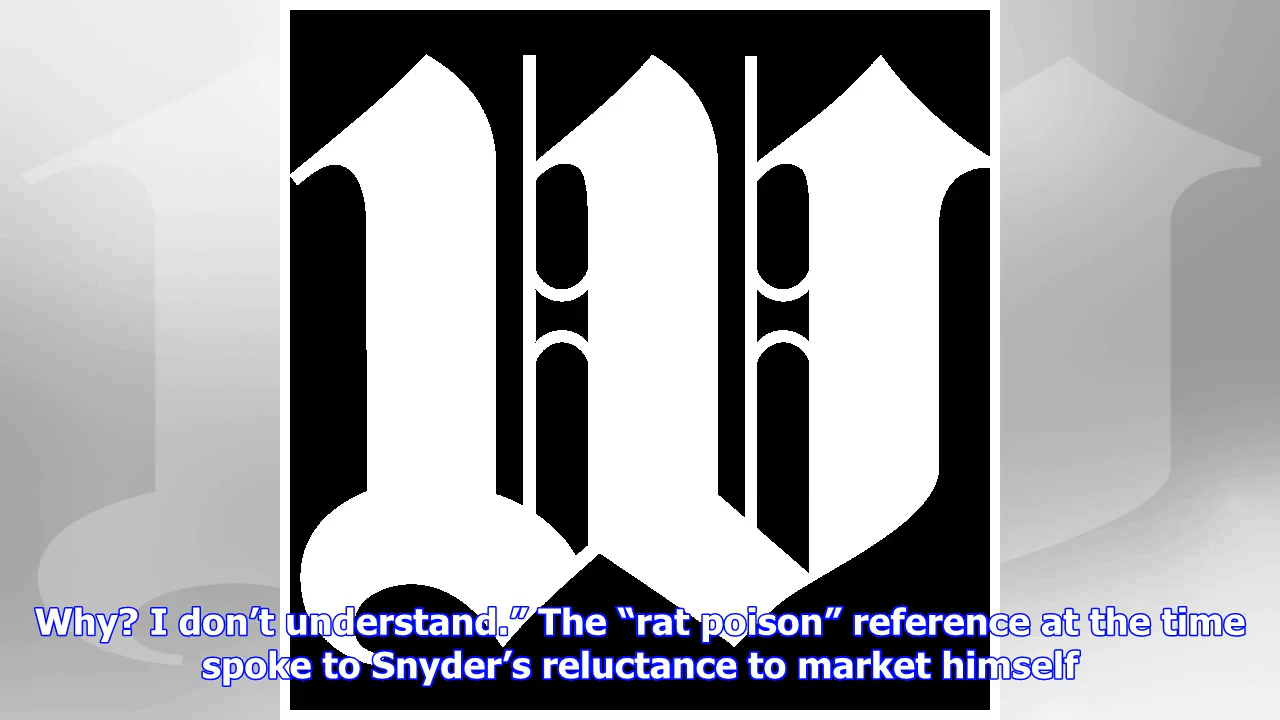 W
Why? I don’t understand.” The “rat poison” reference at the time
spoke to Snyder’s reluctance to market himself